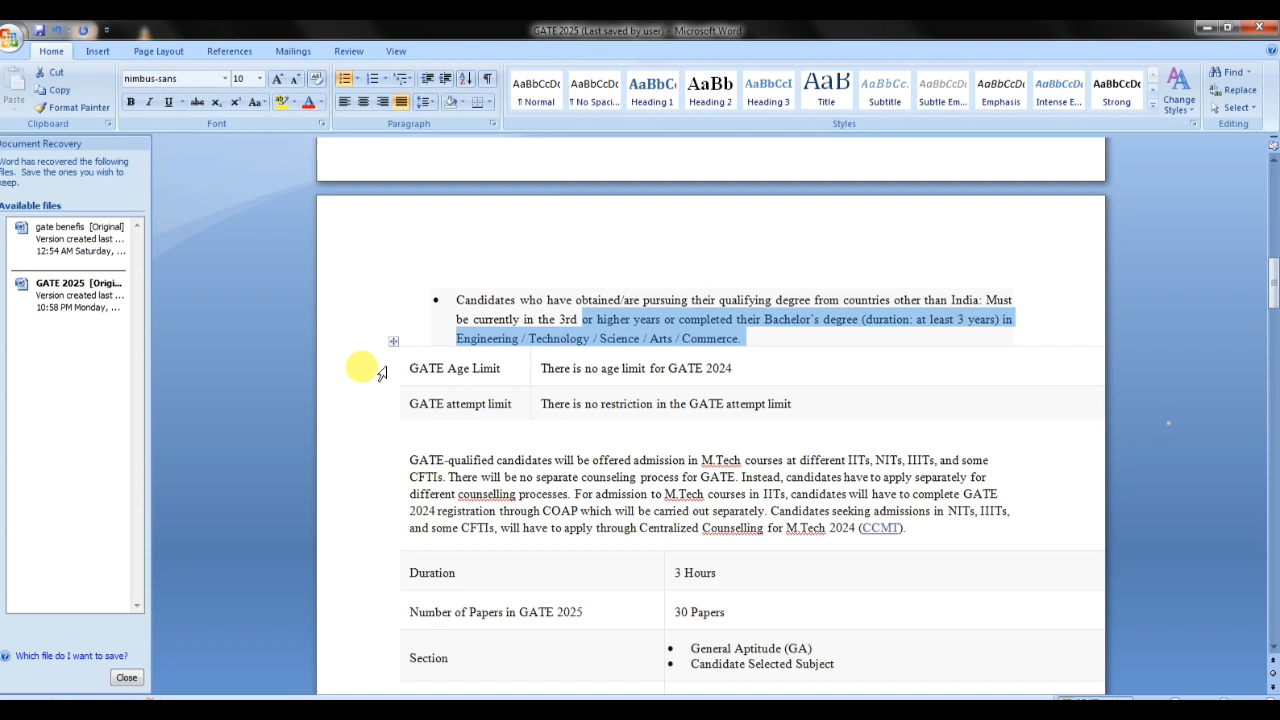 GATE 2025 (Last saved by user) - Microsoft Word
Home Insert Page Layout References Mailings Review View
Cut
Copy
Format Painter
Paste
Clipboard
nimbus-sans 10
Font
Paragraph
AaBbCcDc AaBbCcDc AaBbC AaBb AaBbCcI AaB AaBbCc. AaBbCcDc AaBbCcDc AaBbCcDc AaBbCcDc
¶ Normal ¶ No Spaci... Heading 1 Heading 2 Heading 3 Title Subtitle Subtle Em... Emphasis Intense E... Strong
Styles
Change
Styles
Find
Replace
Select
Editing
Document Recovery
Word has recovered the following
files. Save the ones you wish to
keep.
Available files
gate benefis [Original]
Version created last ...
12:54 AM Saturday, ...
GATE 2025 [Origi...
Version created last ...
10:58 PM Monday, ...
Which file do I want to save?
Close
• Candidates who have obtained/are pursuing their qualifying degree from countries other than India: Must
be currently in the 3rd or higher years or completed their Bachelor's degree (duration: at least 3 years) in
Engineering / Technology / Science / Arts / Commerce.
GATE Age Limit There is no age limit for GATE 2024
GATE attempt limit There is no restriction in the GATE attempt limit
GATE-qualified candidates will be offered admission in M.Tech courses at different IITs, NITs, IIITs, and some
CFTIs. There will be no separate counseling process for GATE. Instead, candidates have to apply separately for
different counselling processes. For admission to M.Tech courses in IITs, candidates will have to complete GATE
2024 registration through COAP which will be carried out separately. Candidates seeking admissions in NITs, IIITs,
and some CFTIs, will have to apply through Centralized Counselling for M.Tech 2024 (CCMT).
Duration 3 Hours
Number of Papers in GATE 2025 30 Papers
Section
• General Aptitude (GA)
• Candidate Selected Subject